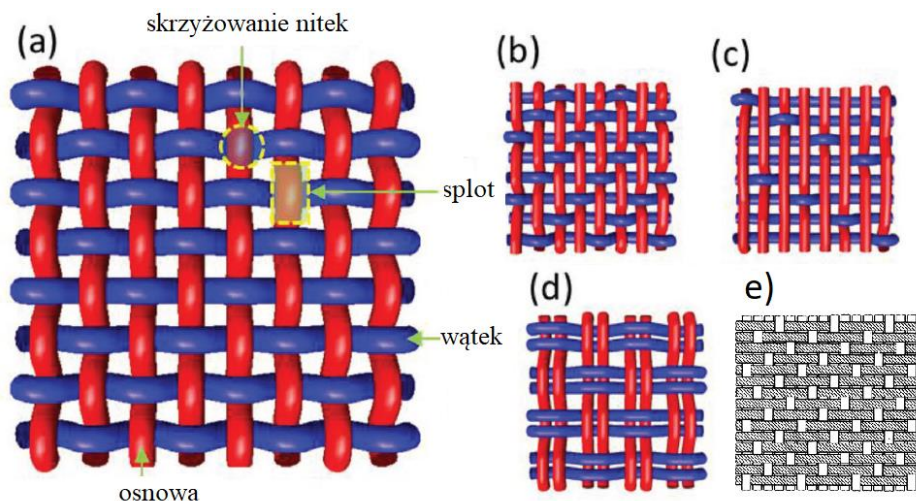 skrzyżowanie nitek
(a)
(b)
(c)
splot
(d)
e)
wątek
osnowa